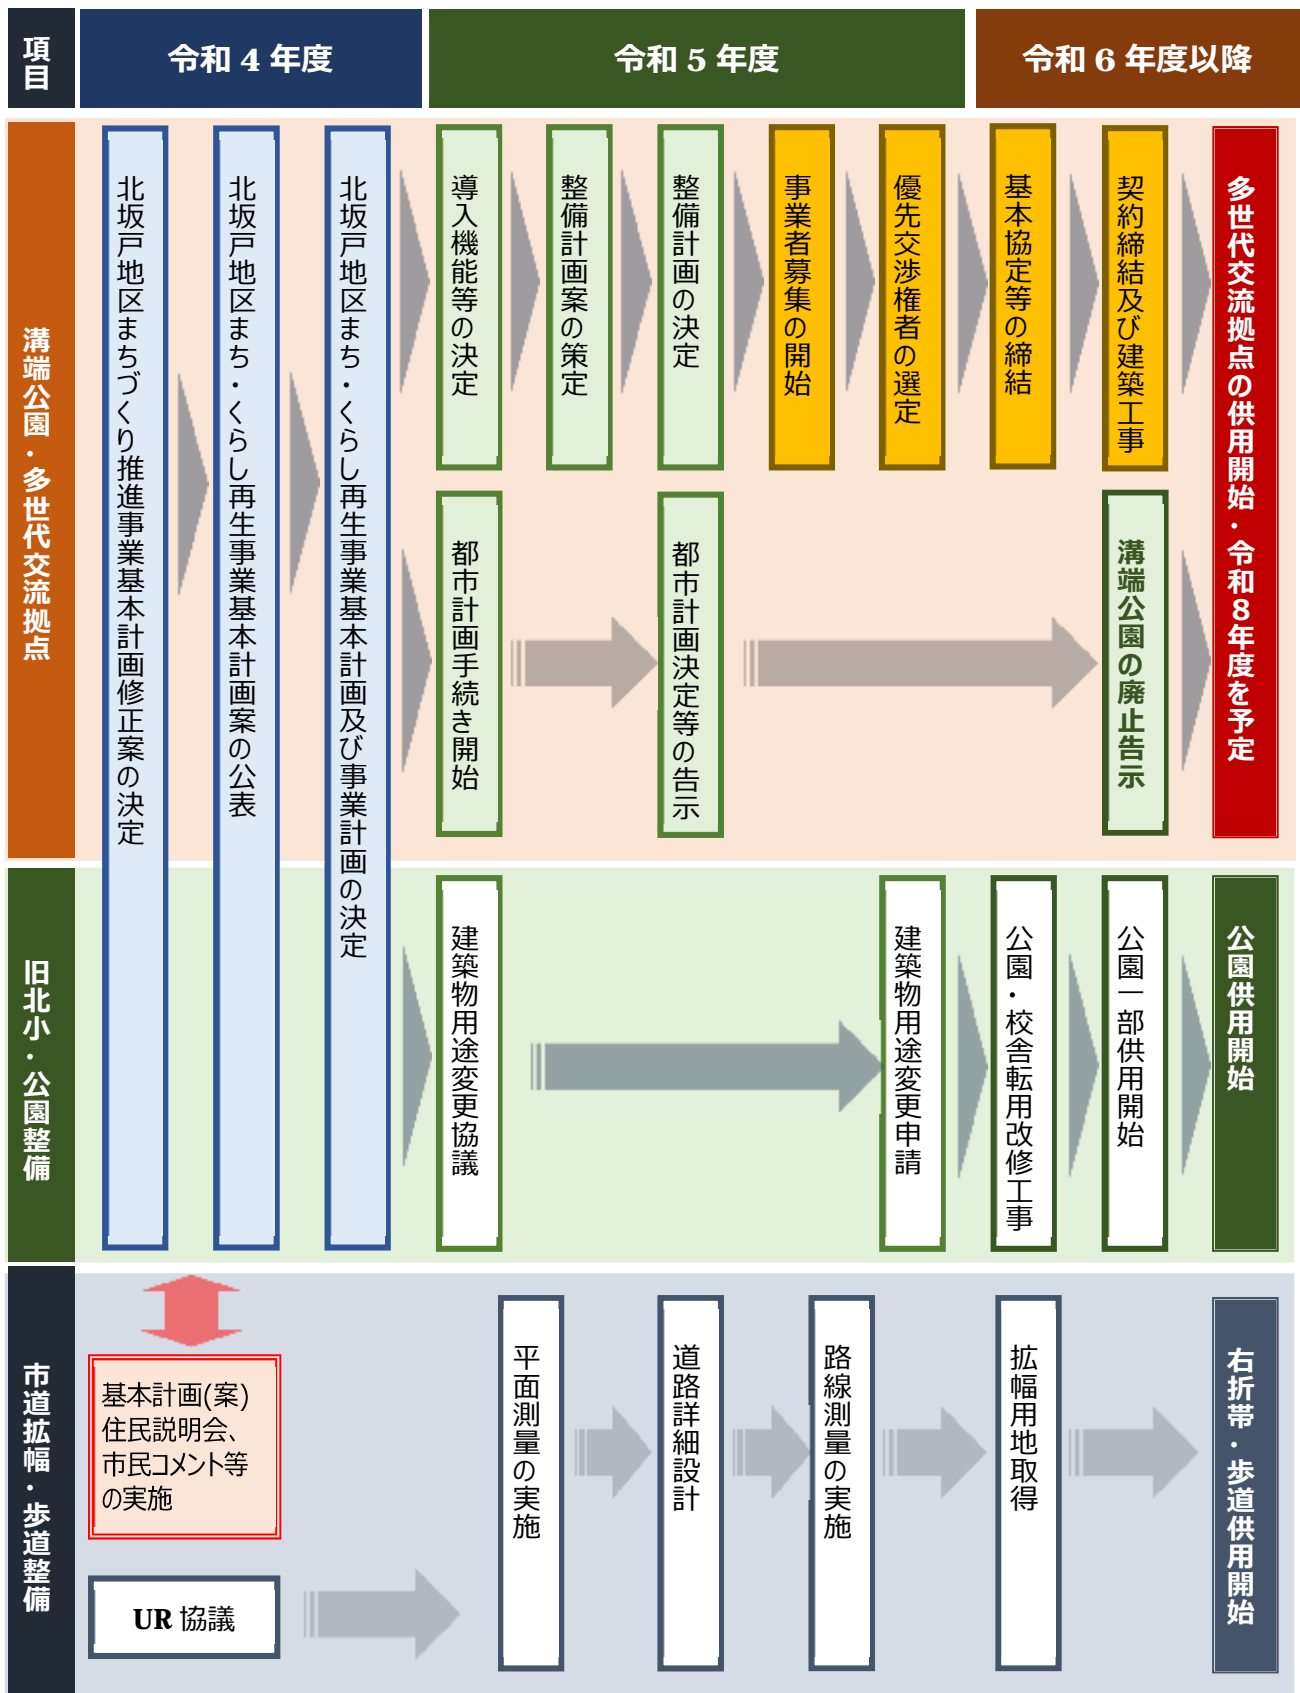 項目
令和 4 年度
令和 5 年度
令和 6 年度以降
溝端公園・多世代交流拠点
北坂戸地区まちづくり推進事業基本計画修正案の決定
北坂戸地区まち・くらし再生事業基本計画案の公表
北坂戸地区まち・くらし再生事業基本計画及び事業計画の決定
導入機能等の決定
整備計画案の策定
整備計画の決定
事業者募集の開始
優先交渉権者の選定
基本協定等の締結
契約締結及び建築工事
多世代交流拠点の供用開始・令和８年度を予定
都市計画手続き開始
都市計画決定等の告示
溝端公園の廃止告示
旧北小・公園整備
建築物用途変更協議
建築物用途変更申請
公園・校舎転用改修工事
公園一部供用開始
公園供用開始
市道拡幅・歩道整備
基本計画(案)
住民説明会、
市民コメント等
の実施
UR 協議
平面測量の実施
道路詳細設計
路線測量の実施
拡幅用地取得
右折帯・歩道供用開始